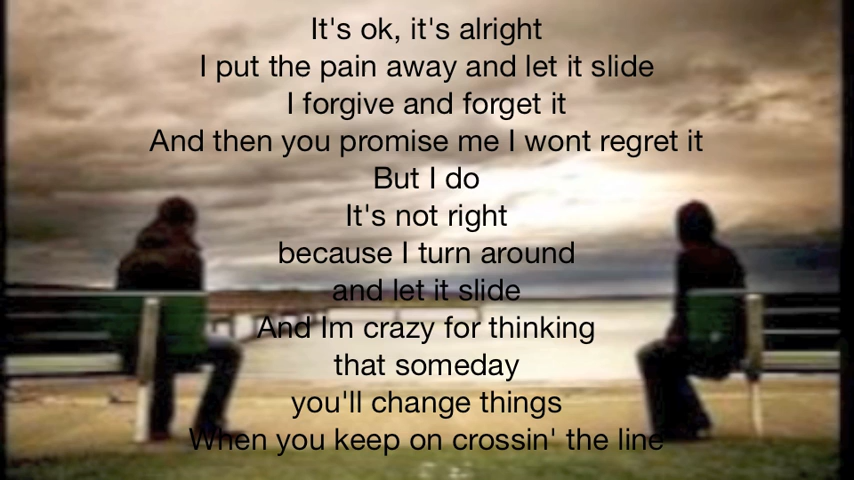 It's ok, it's alright
I put the pain away and let it slide
I forgive and forget it
And then you promise me I wont regret it
But I do
It's not right
because I turn around
and let it slide
And Im crazy for thinking
that someday
you'll change things
When you keep on crossin' the line